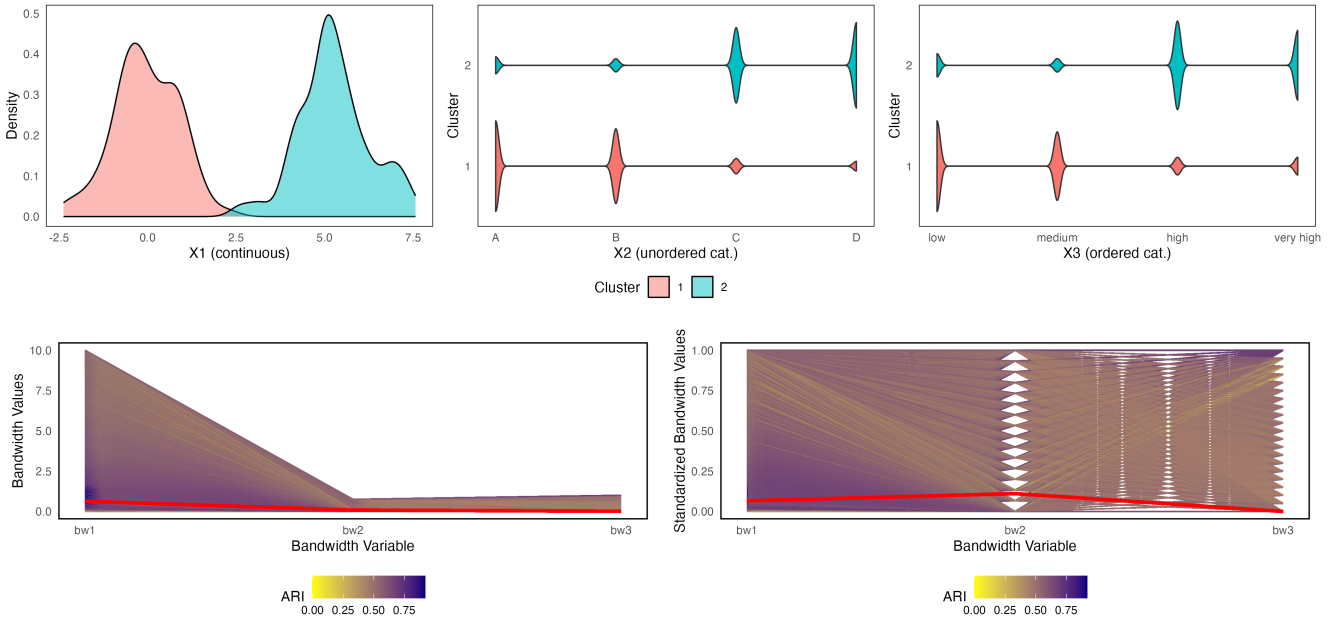 Density
0.5
0.4
0.3
0.2
0.1
0.0
-2.5 0.0 2.5 5.0 7.5
X1 (continuous)
Cluster
2
1
A B C D
X2 (unordered cat.)
Cluster
2
1
low medium high very high
X3 (ordered cat.)
Cluster 1 2
Bandwidth Values
10.0
7.5
5.0
2.5
0.0
bw1 bw2 bw3
Bandwidth Variable
ARI
0.00 0.25 0.50 0.75
Standardized Bandwidth Values
1.00
0.75
0.50
0.25
0.00
bw1 bw2 bw3
Bandwidth Variable
ARI
0.00 0.25 0.50 0.75